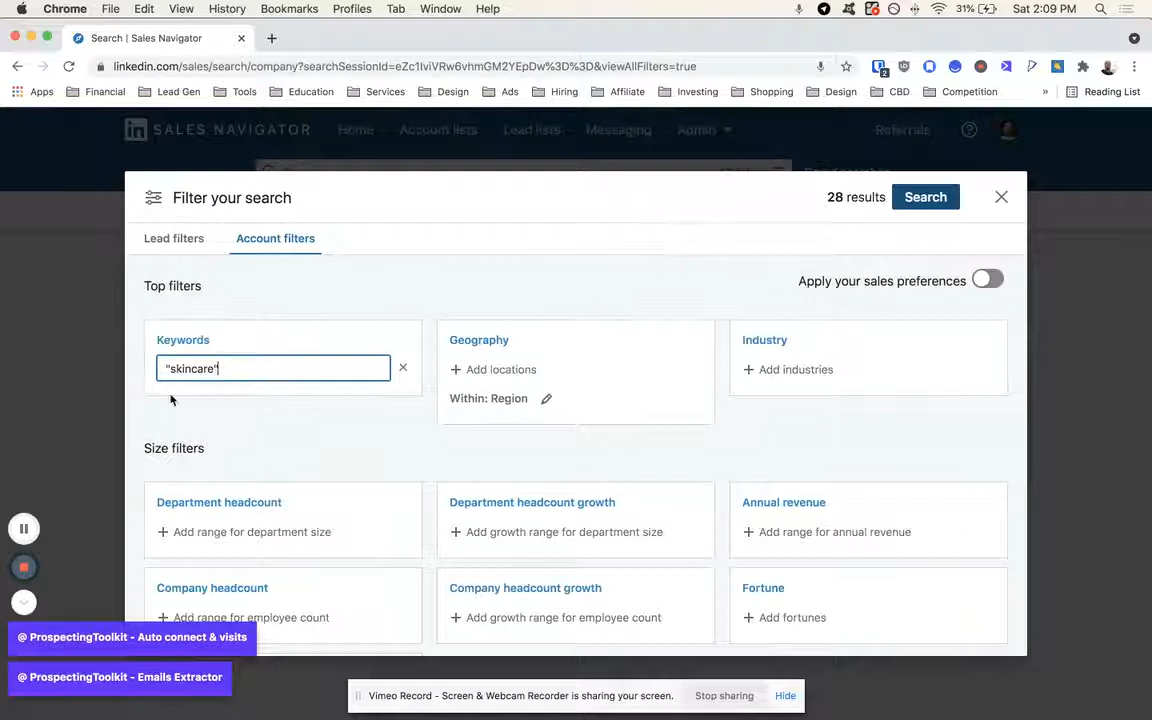 Chrome File Edit View History Bookmarks Profiles Tab Window Help 31% Sat 2:09 PM
Search | Sales Navigator
linkedin.com/sales/search/company?searchSessionId=eZc1IviVRw6vhmGM2YEpDw%3D%3D&viewAllFilters=true
2
Apps Financial Lead Gen Tools Education Services Design Ads Hiring Affiliate Investing Shopping Design CBD Competition » Reading List
in SALES NAVIGATOR Home Account lists Lead lists Messaging Admin Referrals
Filter your search 28 results Search
Lead filters Account filters
Top filters Apply your sales preferences
Keywords Geography Industry
"skincare" + Add locations + Add industries
Within: Region
Size filters
Department headcount Department headcount growth Annual revenue
+ Add range for department size + Add growth range for department size + Add range for annual revenue
Company headcount Company headcount growth Fortune
+ Add range for employee count + Add growth range for employee count + Add fortunes
@ ProspectingToolkit - Auto connect & visits
@ ProspectingToolkit - Emails Extractor
Vimeo Record - Screen & Webcam Recorder is sharing your screen. Stop sharing Hide